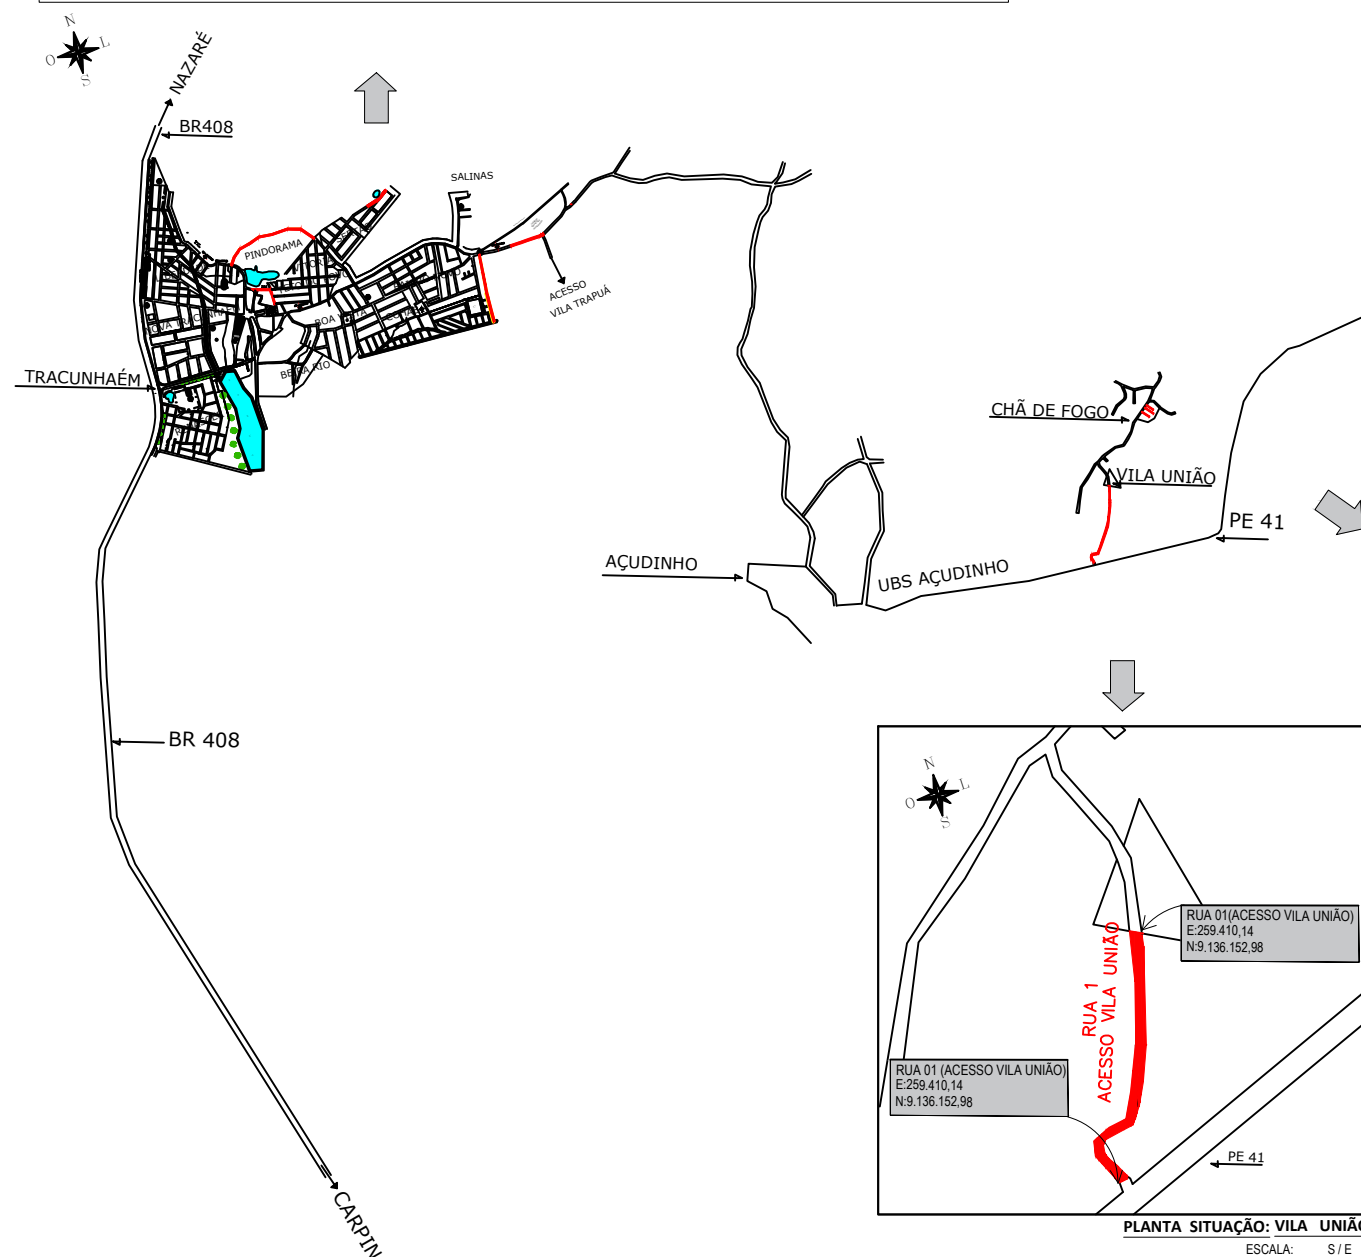 N
L
O
S
NAZARÉ
BR408
SALINAS
PINDORAMA
ACESSO
VILA TRAPUÁ
BOA VISTA
BEIRA RIO
TRACUNHAÉM
CHÃ DE FOGO
VILA UNIÃO
PE 41
AÇUDINHO
UBS AÇUDINHO
BR 408
CARPIN
N
L
O
S
RUA 01(ACESSO VILA UNIÃO)
E:259.410,14
N:9.136.152,98
RUA 1
ACESSO VILA UNIÃO
RUA 01 (ACESSO VILA UNIÃO)
E:259.410,14
N:9.136.152,98
PE 41
PLANTA SITUAÇÃO: VILA UNIÃO
ESCALA: S / E